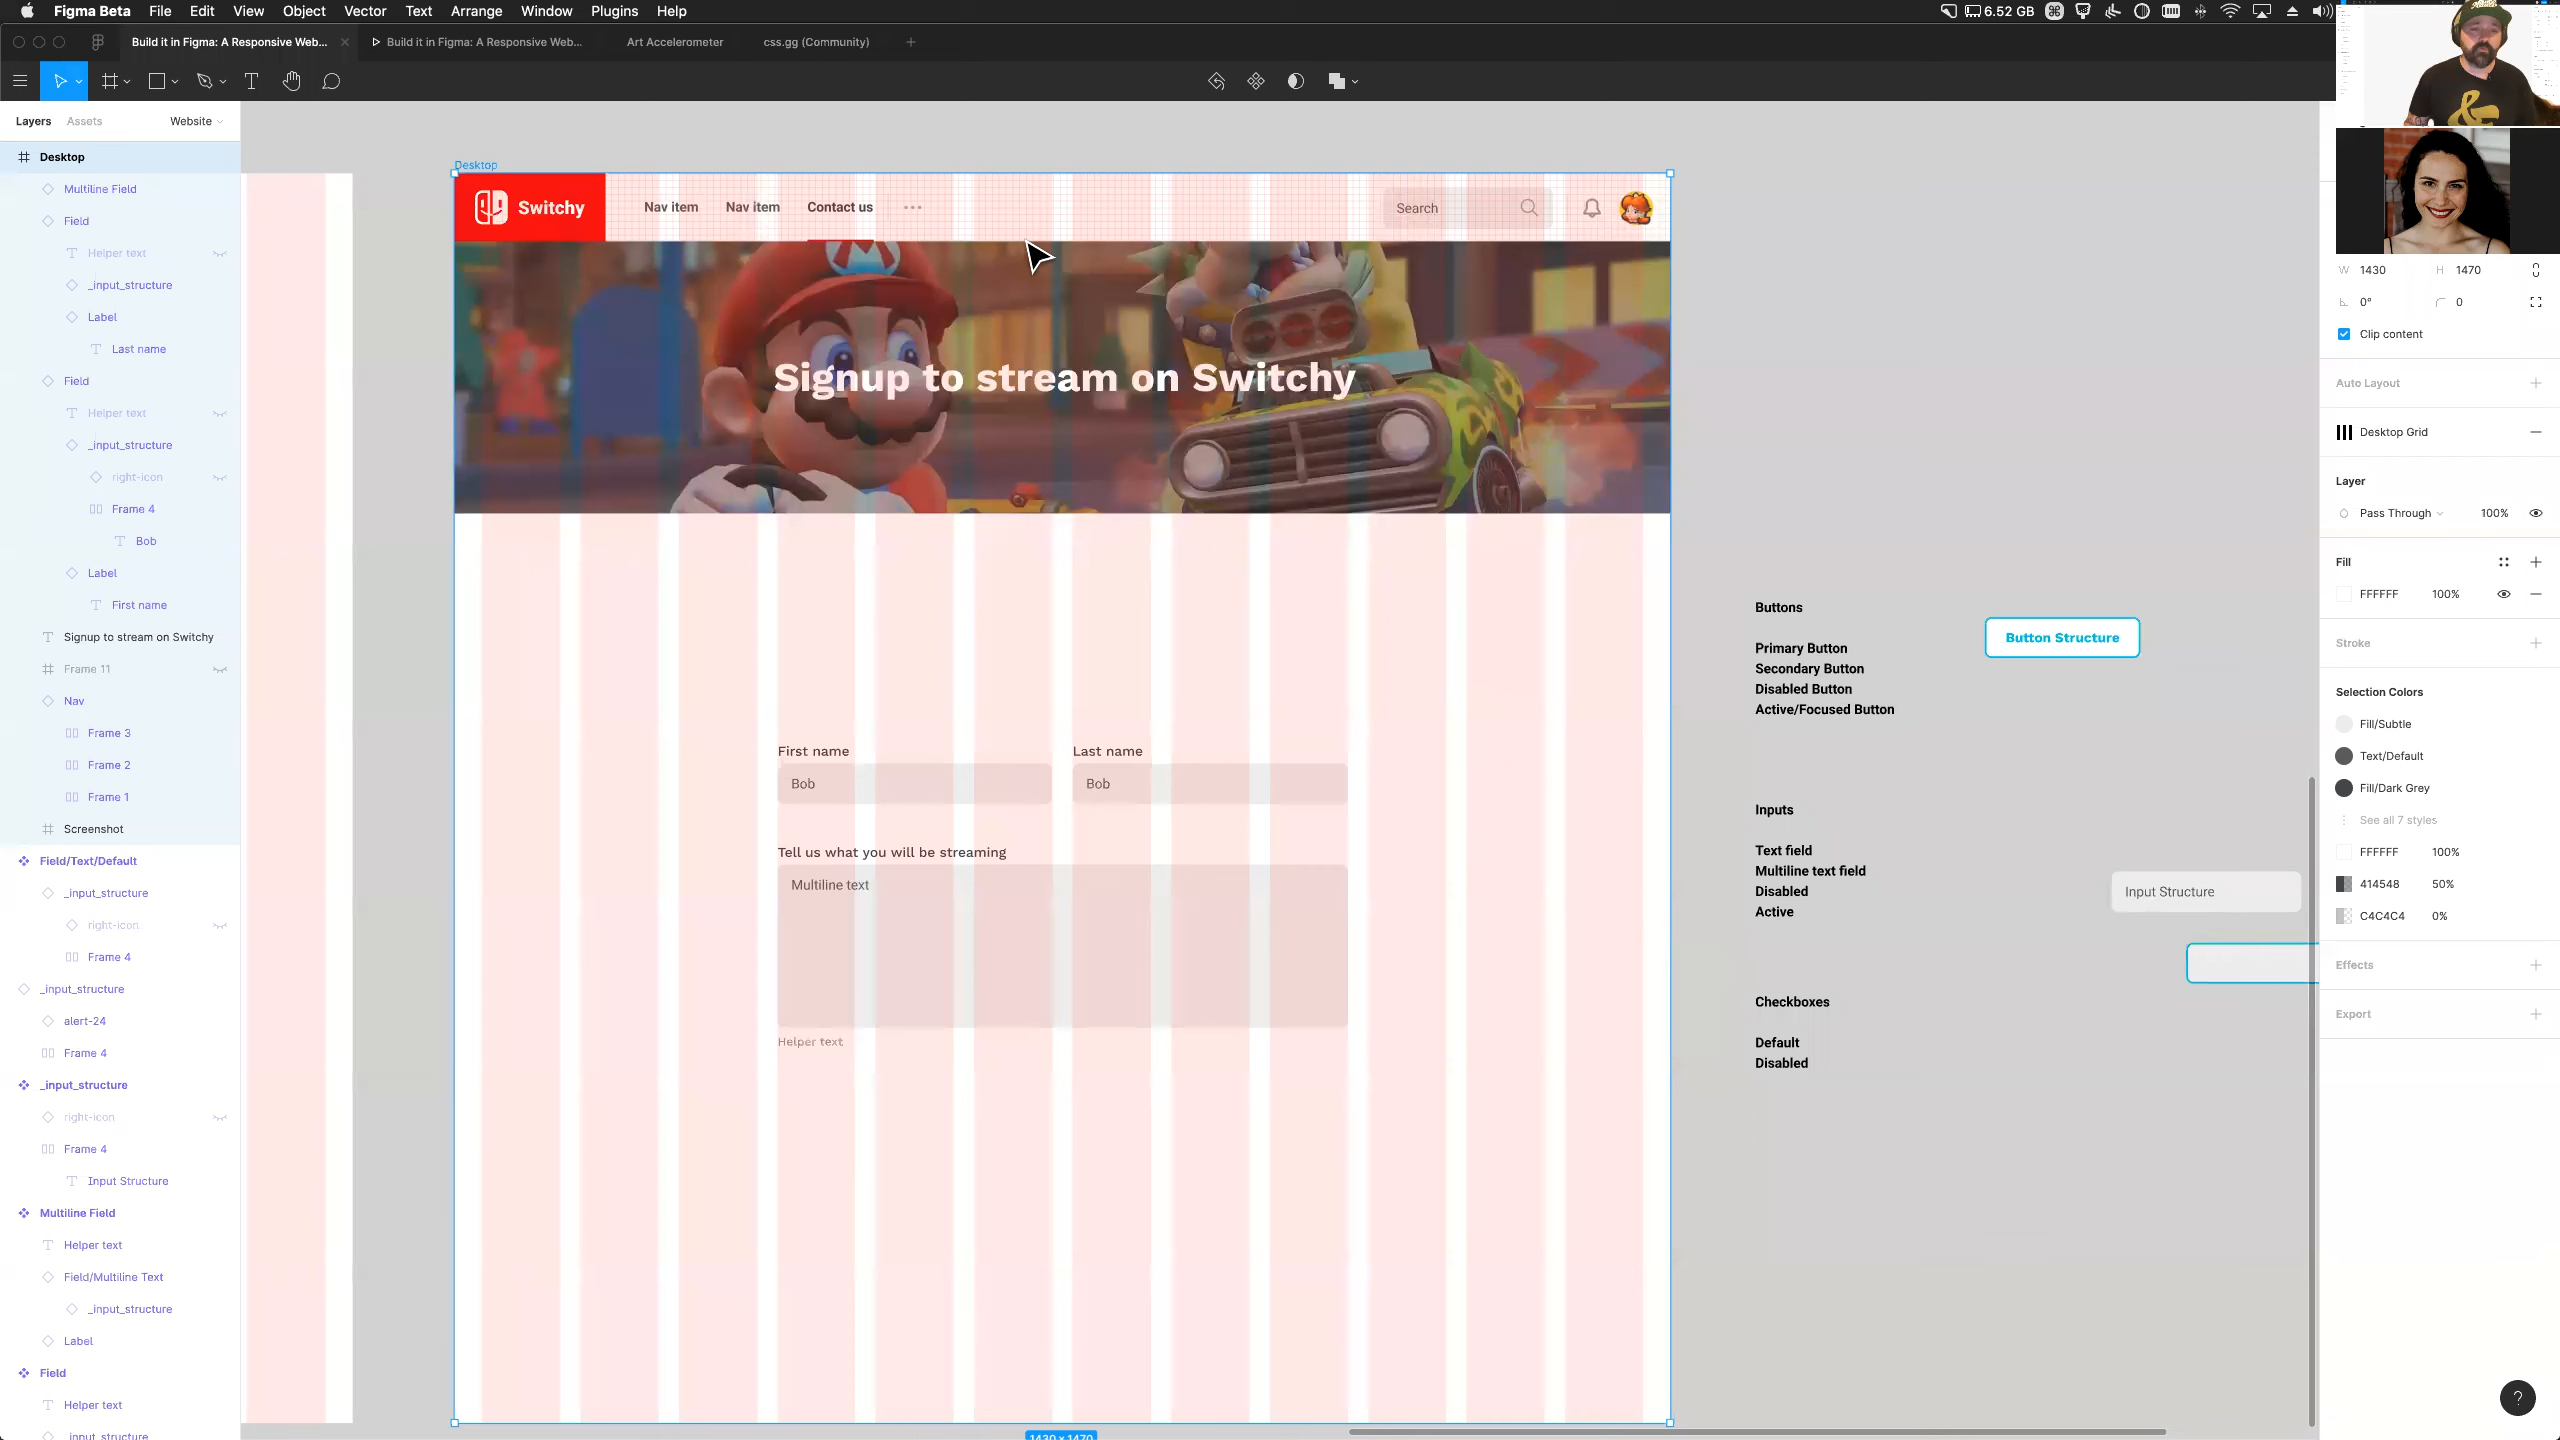 Figma Beta File Edit View Object Vector Text Arrange Window Plugins Help
6.52 GB
Build it in Figma: A Responsive Web...
Build it in Figma: A Responsive Web...
Art Accelerometer
css.gg (Community)
Layers Assets Website
Desktop
Multiline Field
Field
Helper text
_input_structure
Label
Last name
Field
Helper text
_input_structure
right-icon
Frame 4
Bob
Label
First name
Signup to stream on Switchy
Frame 11
Nav
Frame 3
Frame 2
Frame 1
Screenshot
Field/Text/Default
_input_structure
right-icon
Frame 4
_input_structure
alert-24
Frame 4
_input_structure
right-icon
Frame 4
Input Structure
Multiline Field
Helper text
Field/Multiline Text
_input_structure
Label
Field
Helper text
_input_structure
Desktop
Switchy
Nav item
Nav item
Contact us
Search
Signup to stream on Switchy
First name
Last name
Bob
Bob
Tell us what you will be streaming
Multiline text
Helper text
1430 × 1470
Buttons
Primary Button
Secondary Button
Disabled Button
Active/Focused Button
Button Structure
Inputs
Text field
Multiline text field
Disabled
Active
Input Structure
Checkboxes
Default
Disabled
W 1430 H 1470
0° 0
Clip content
Auto Layout
Desktop Grid
Layer
Pass Through 100%
Fill
FFFFFF 100%
Stroke
Selection Colors
Fill/Subtle
Text/Default
Fill/Dark Grey
See all 7 styles
FFFFFF 100%
414548 50%
C4C4C4 0%
Effects
Export
?